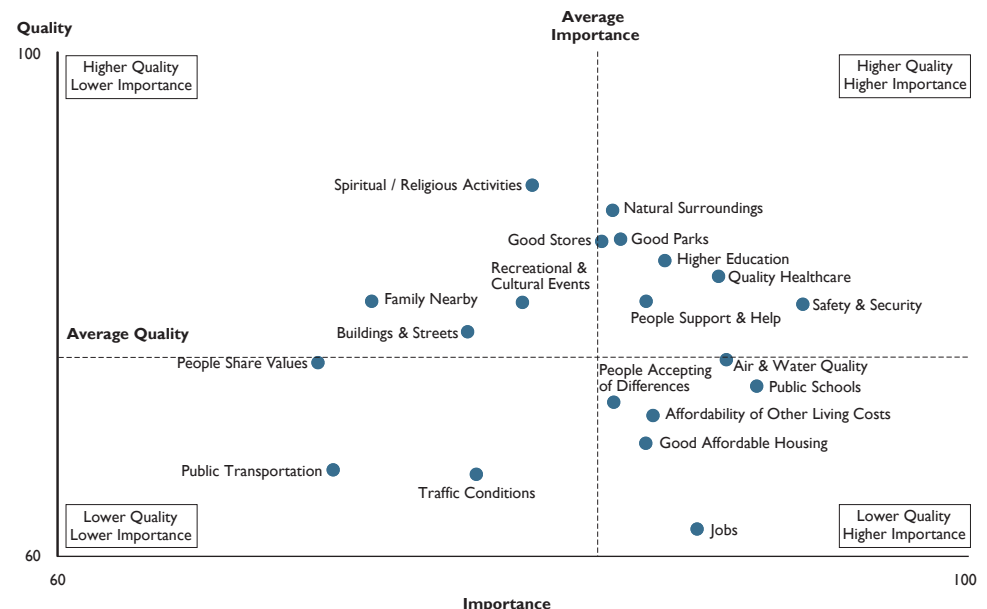 Quality
Average
Importance
100
Higher Quality
Lower Importance
Higher Quality
Higher Importance
Spiritual / Religious Activities
Natural Surroundings
Good Stores
Good Parks
Higher Education
Recreational &
Cultural Events
Quality Healthcare
Family Nearby
Safety & Security
People Support & Help
Buildings & Streets
Average Quality
People Share Values
Air & Water Quality
People Accepting
of Differences
Public Schools
Affordability of Other Living Costs
Good Affordable Housing
Public Transportation
Traffic Conditions
Lower Quality
Lower Importance
Jobs
Lower Quality
Higher Importance
60
60
100
Importance